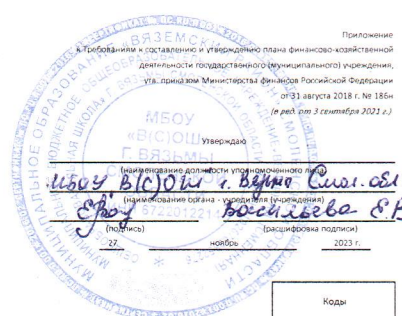 Приложение
к Требованиям к составлению и утверждению плана финансово-хозяйственной
деятельности государственного (муниципального) учреждения,
утв. приказом Министерства финансов Российской Федерации
от 31 августа 2018 г. № 186н
(в ред. от 3 сентября 2021 г.)
МБОУ
«В(С)ОШ»
Г. ВЯЗЬМЫ
Утверждаю
(наименование должности уполномоченного лица)
МБОУ В(С)ОШ г. Вязьмы Смол. обл
(наименование органа - учредителя (учреждения)
Васильева Е.В
(подпись) (расшифровка подписи)
27 ноябрь 2023 г.
Коды